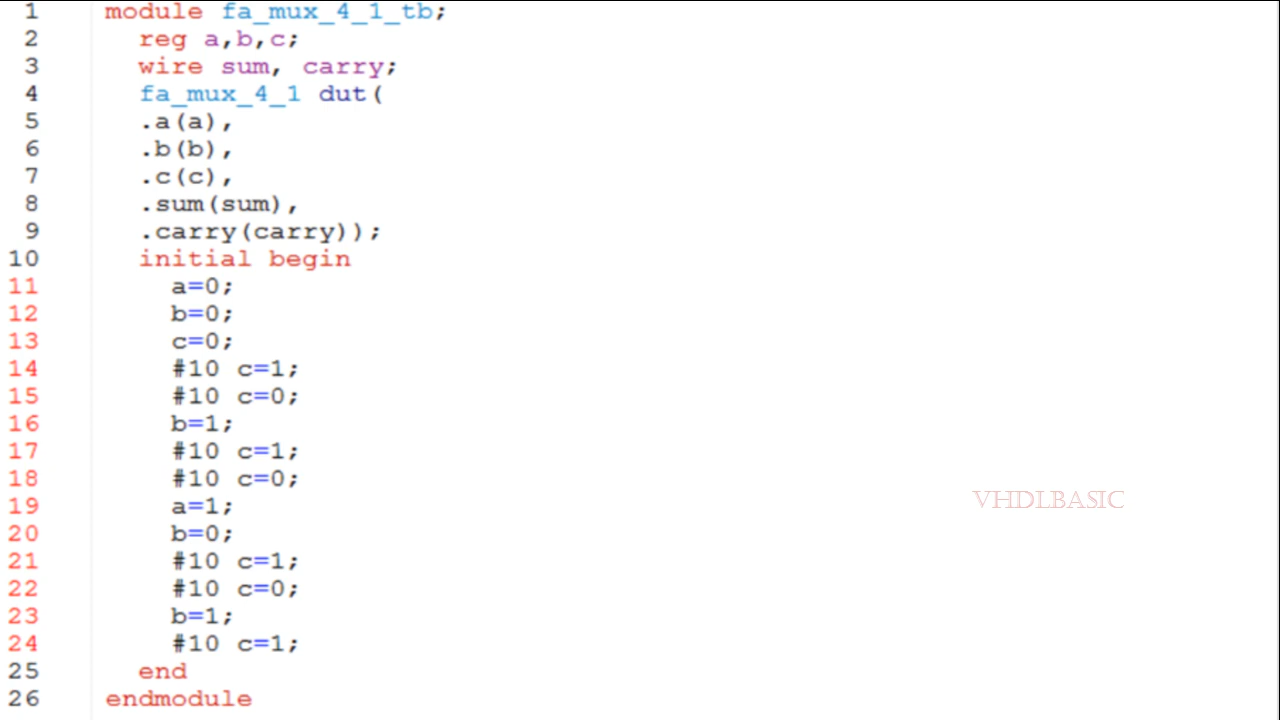 1 module fa_mux_4_1_tb;
2 reg a,b,c;
3 wire sum, carry;
4 fa_mux_4_1 dut(
5 .a(a),
6 .b(b),
7 .c(c),
8 .sum(sum),
9 .carry(carry));
10 initial begin
11 a=0;
12 b=0;
13 c=0;
14 #10 c=1;
15 #10 c=0;
16 b=1;
17 #10 c=1;
18 #10 c=0;
19 a=1;
20 b=0;
21 #10 c=1;
22 #10 c=0;
23 b=1;
24 #10 c=1;
25 end
26 endmodule
VHDLBASIC